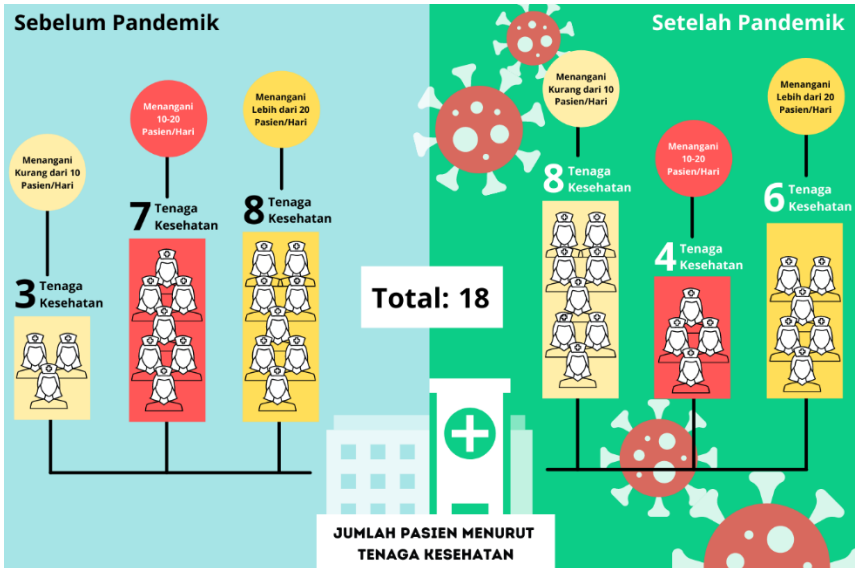 Sebelum Pandemik
Menangani
Kurang dari 10
Pasien/Hari
3 Tenaga
Kesehatan
Menangani
10-20
Pasien/Hari
7 Tenaga
Kesehatan
Menangani
Lebih dari 20
Pasien/Hari
8 Tenaga
Kesehatan
Total: 18
Setelah Pandemik
Menangani
Kurang dari 10
Pasien/Hari
8 Tenaga
Kesehatan
Menangani
10-20
Pasien/Hari
4 Tenaga
Kesehatan
Menangani
Lebih dari 20
Pasien/Hari
6 Tenaga
Kesehatan
JUMLAH PASIEN MENURUT
TENAGA KESEHATAN